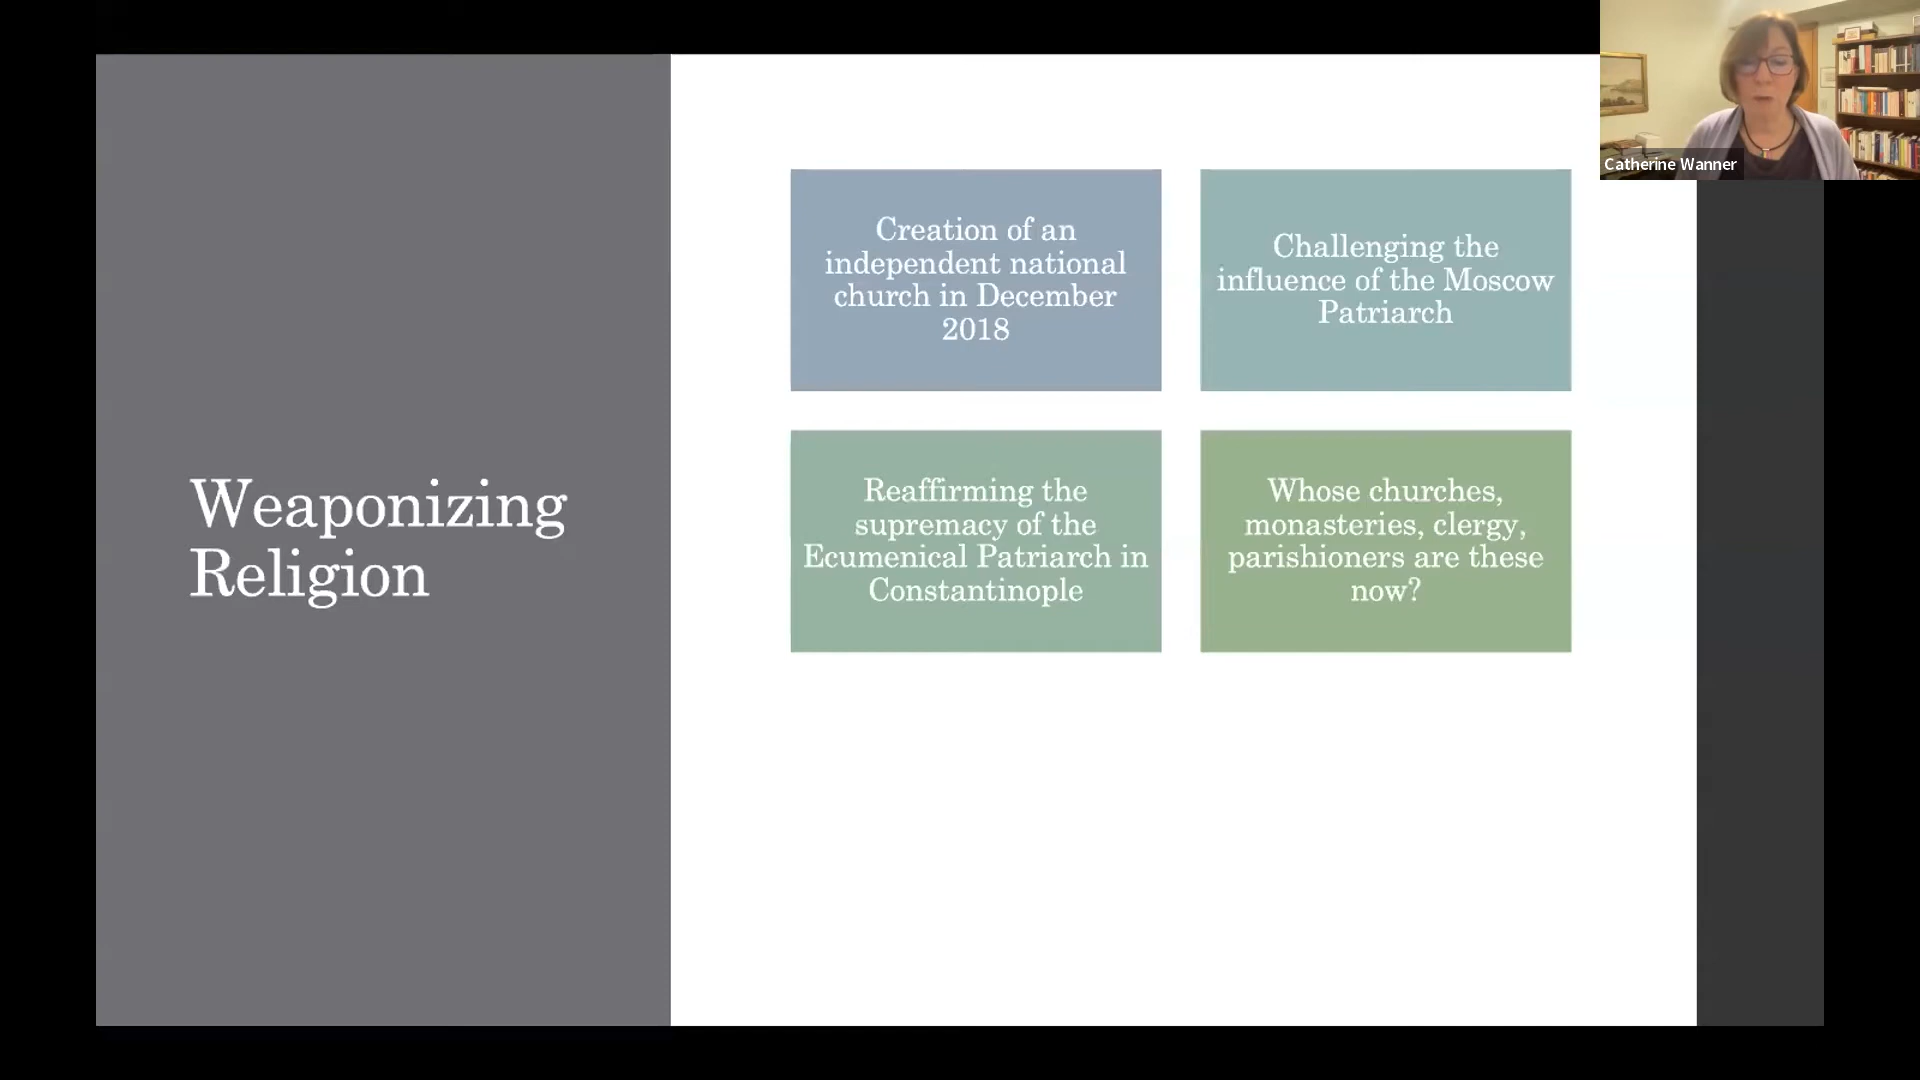 Catherine Wanner
Weaponizing
Religion
Creation of an
independent national
church in December
2018
Challenging the
influence of the Moscow
Patriarch
Reaffirming the
supremacy of the
Ecumenical Patriarch in
Constantinople
Whose churches,
monasteries, clergy,
parishioners are these
now?